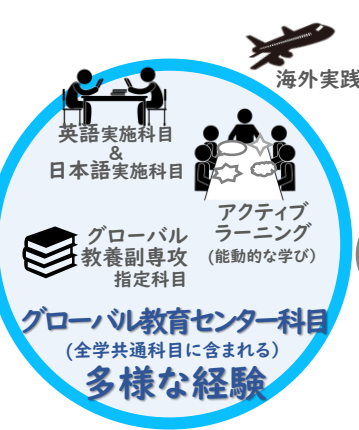 海外実践
英語実施科目
&
日本語実施科目
アクティブ
ラーニング
(能動的な学び)
グローバル
教養副専攻
指定科目
グローバル教育センター科目
(全学共通科目に含まれる)
多様な経験